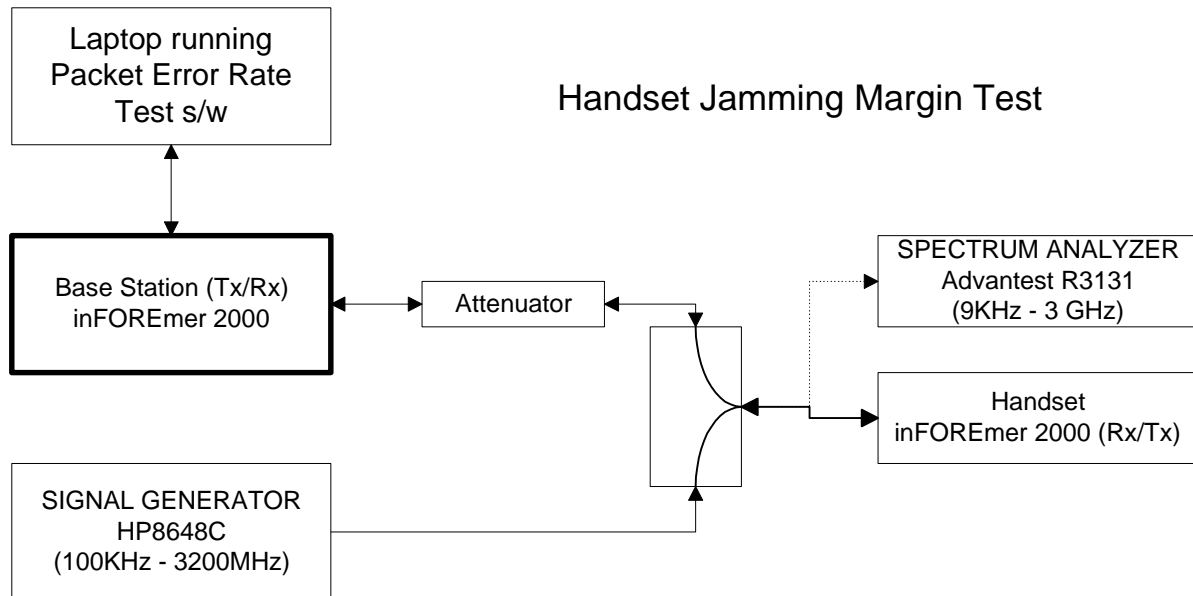 Laptop running
Packet Error Rate
Test s/w
Handset Jamming Margin Test
Base Station (Tx/Rx)
inFOREmer 2000
Attenuator
SPECTRUM ANALYZER
Advantest R3131
(9KHz - 3 GHz)
Handset
inFOREmer 2000 (Rx/Tx)
SIGNAL GENERATOR
HP8648C
(100KHz - 3200MHz)